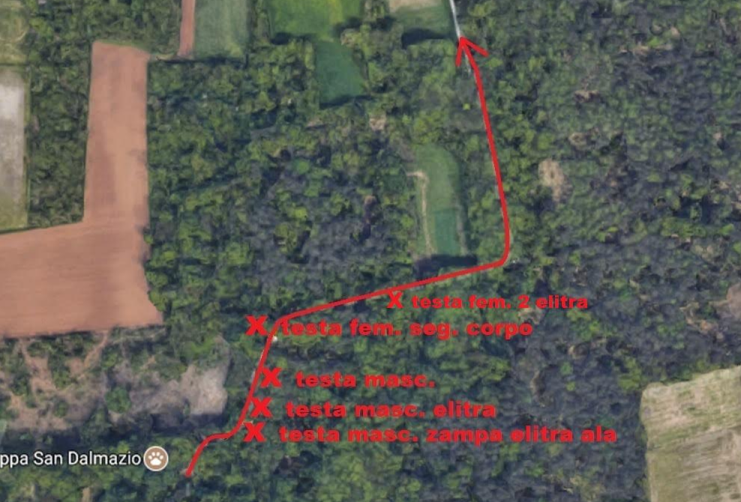 X testa fem. 2 elitra
X testa fem. seg. corpo
X testa masc.
X testa masc. elitra
X testa masc. zampa elitra ala
ppa San Dalmazio